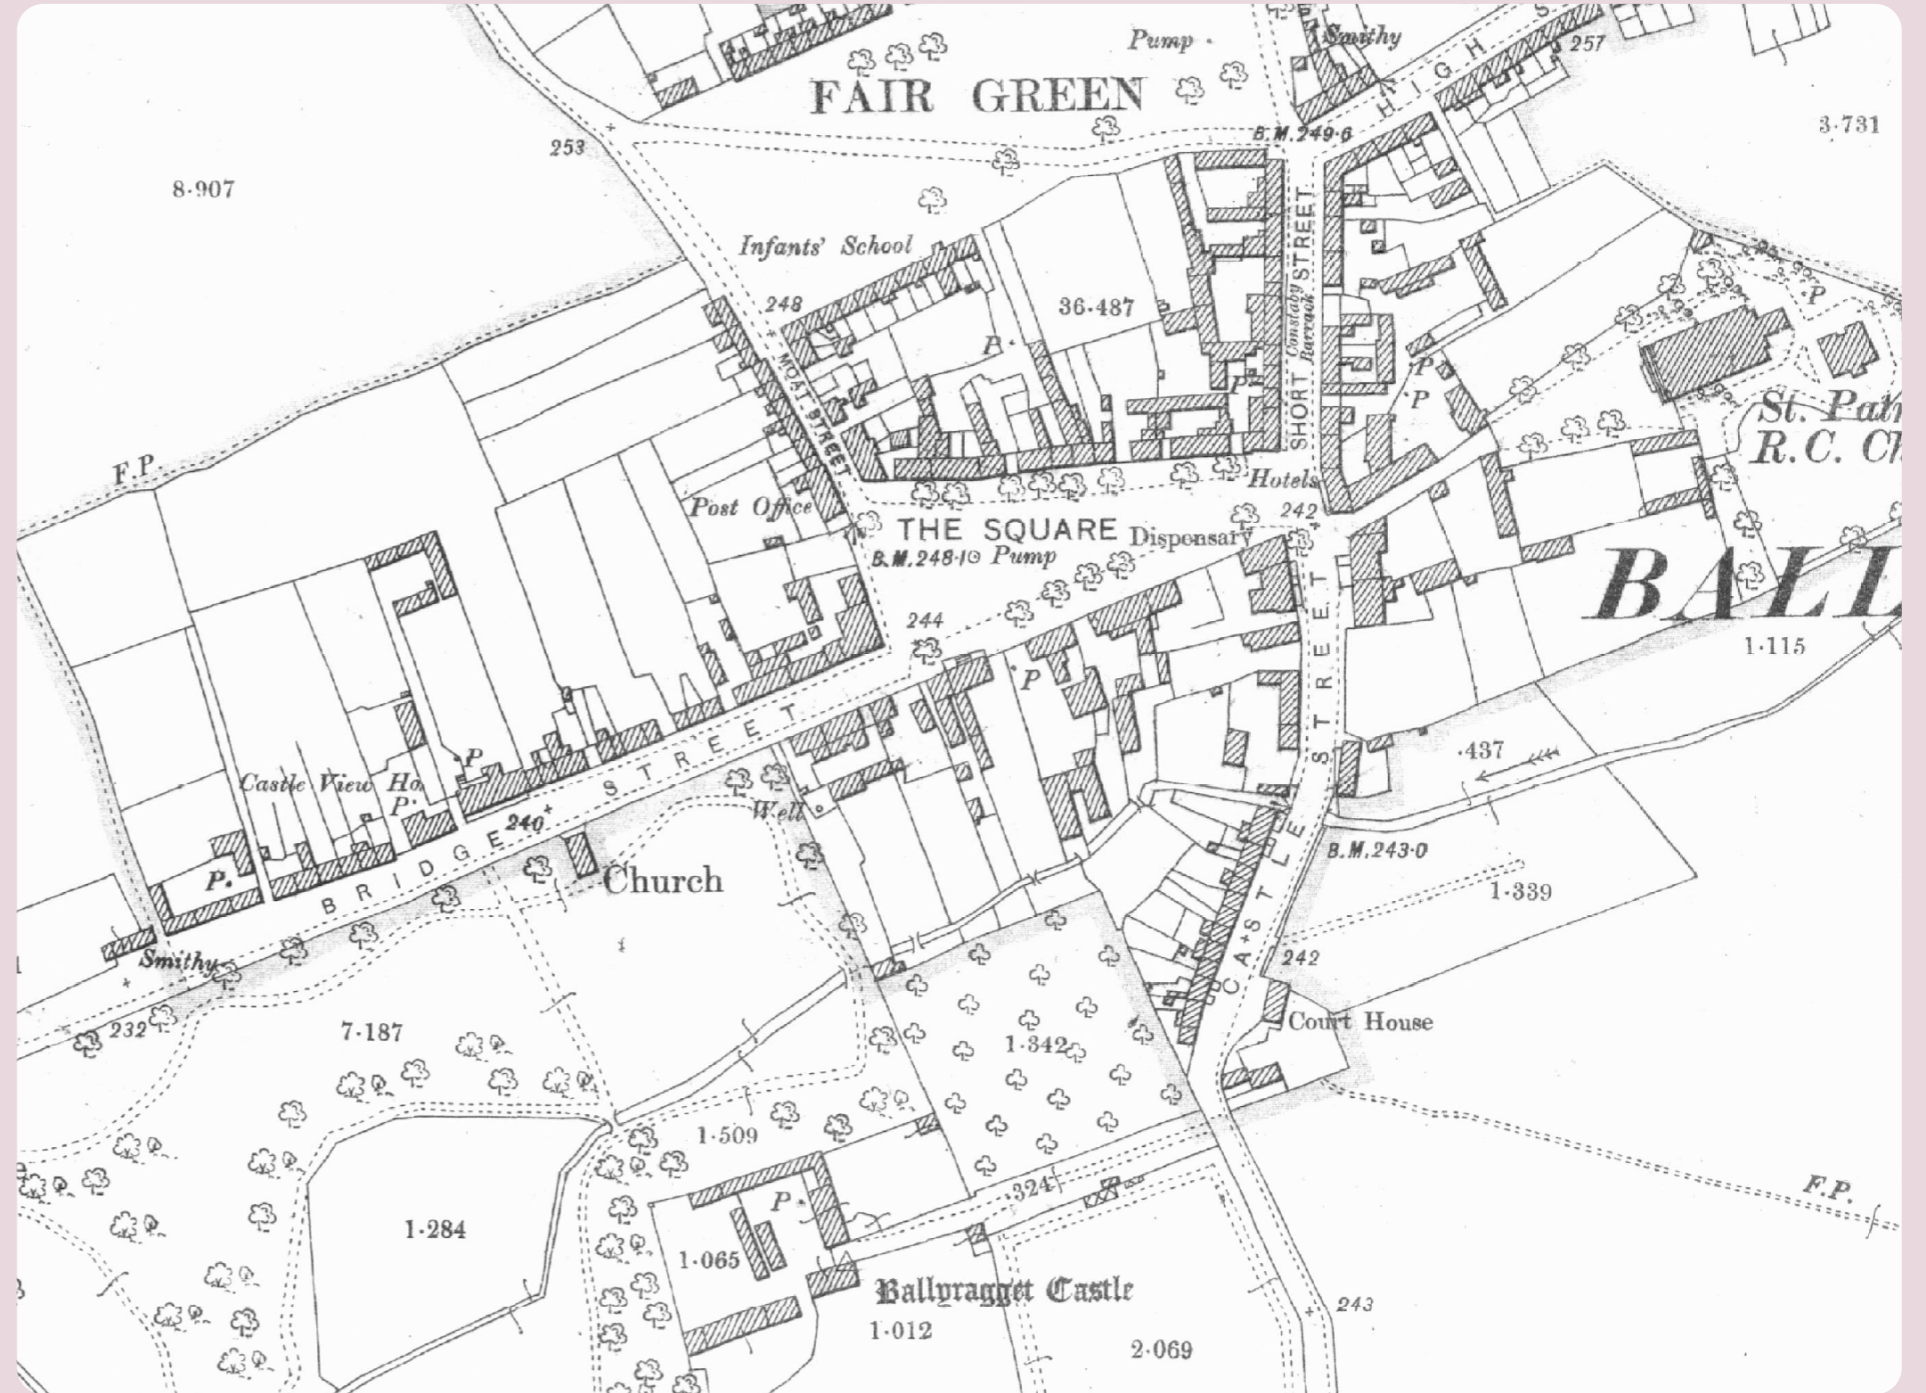 Pump
Smithy
HIGH S
257
FAIR GREEN
B.M.249·6
3·731
253
8·907
Infants' School
248
36·487
P
SHORT STREET
Constaby
Barrack
MOAT STREET
P
P
P
P
P
St. Patr
R.C. Ch
F.P.
Post Office
Hotels
242
THE SQUARE
Dispensary
B.M.248·1
Pump
BALL
244
1·115
P
STREET
·437
P
Castle View Ho.
P
Well
240
BRIDGE STREET
P.
Church
B.M.243·0
1·339
CASTLE
242
Smithy
232
7·187
1·342
Court House
1·509
·324
F.P.
P
1·284
1·065
Ballyragget Castle
1·012
243
2·069